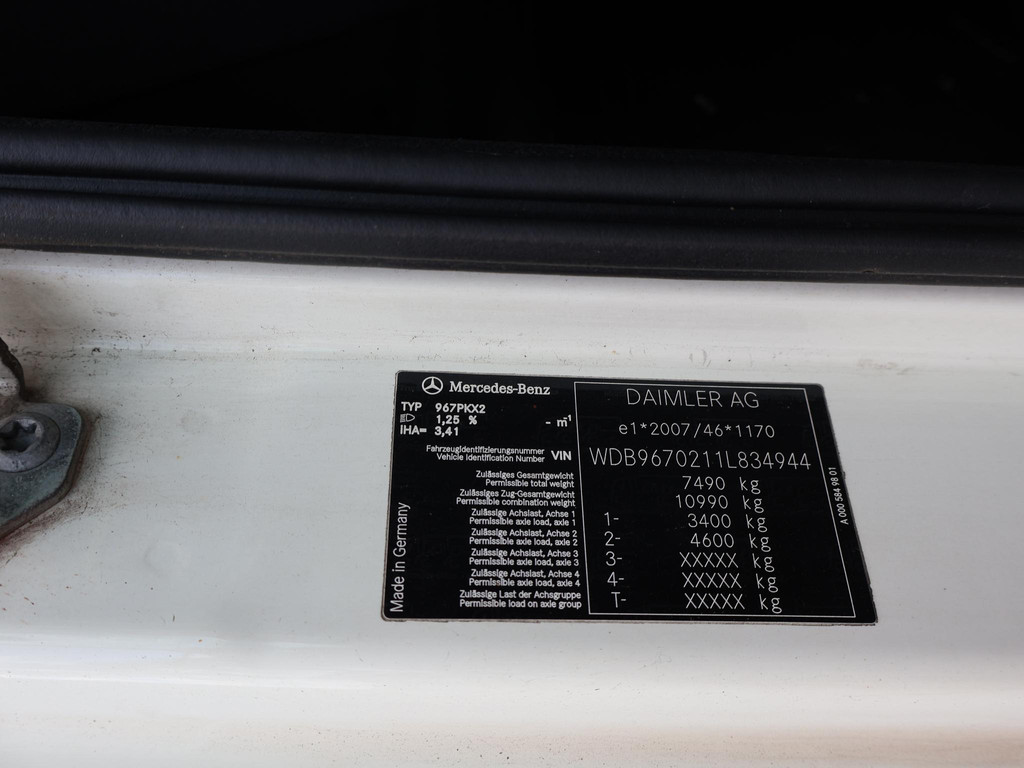 Mercedes-Benz
TYP 967PKX2
1,25 % - m⁻¹
IHA= 3,41
Fahrzeugidentifizierungsnummer
Vehicle Identification Number VIN
Zulässiges Gesamtgewicht
Permissible total weight
Zulässiges Zug-Gesamtgewicht
Permissible combination weight
Zulässige Achslast, Achse 1
Permissible axle load, axle 1
Zulässige Achslast, Achse 2
Permissible axle load, axle 2
Zulässige Achslast, Achse 3
Permissible axle load, axle 3
Zulässige Achslast, Achse 4
Permissible axle load, axle 4
Zulässige Last der Achsgruppe
Permissible load on axle group
Made in Germany
DAIMLER AG
e1*2007/46*1170
WDB9670211L834944
7490 kg
10990 kg
1- 3400 kg
2- 4600 kg
3- XXXXX kg
4- XXXXX kg
T- XXXXX kg
A 000 584 98 01